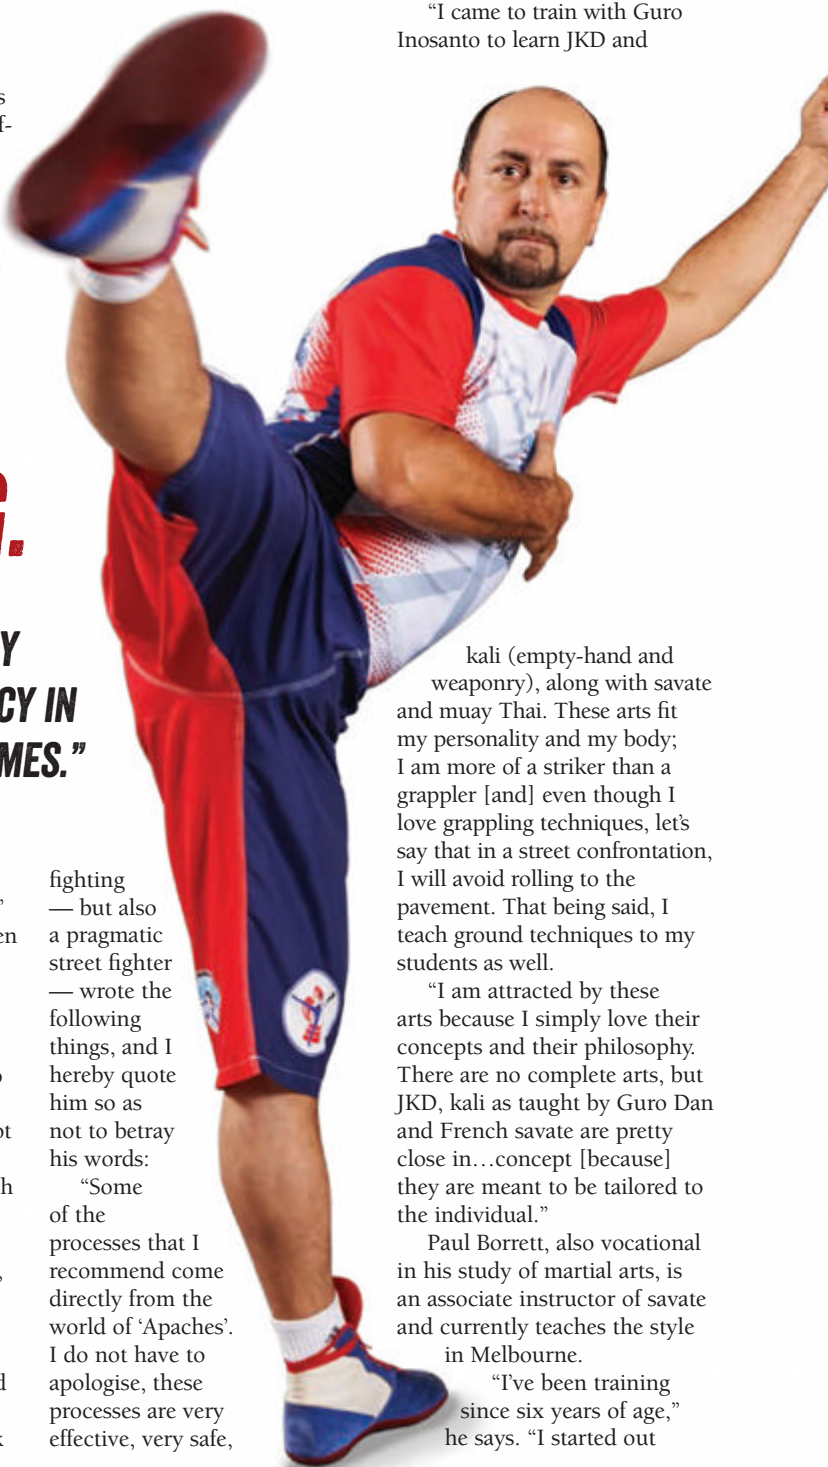 Y
CY IN
MES.”
fighting
— but also
a pragmatic
street fighter
— wrote the
following
things, and I
hereby quote
him so as
not to betray
his words:
“Some
of the
processes that I
recommend come
directly from the
world of ‘Apaches’.
I do not have to
apologise, these
processes are very
effective, very safe,
“I came to train with Guro
Inosanto to learn JKD and
kali (empty-hand and
weaponry), along with savate
and muay Thai. These arts fit
my personality and my body;
I am more of a striker than a
grappler [and] even though I
love grappling techniques, let’s
say that in a street confrontation,
I will avoid rolling to the
pavement. That being said, I
teach ground techniques to my
students as well.
“I am attracted by these
arts because I simply love their
concepts and their philosophy.
There are no complete arts, but
JKD, kali as taught by Guro Dan
and French savate are pretty
close in…concept [because]
they are meant to be tailored to
the individual.”
Paul Borrett, also vocational
in his study of martial arts, is
an associate instructor of savate
and currently teaches the style
in Melbourne.
“I’ve been training
since six years of age,”
he says. “I started out